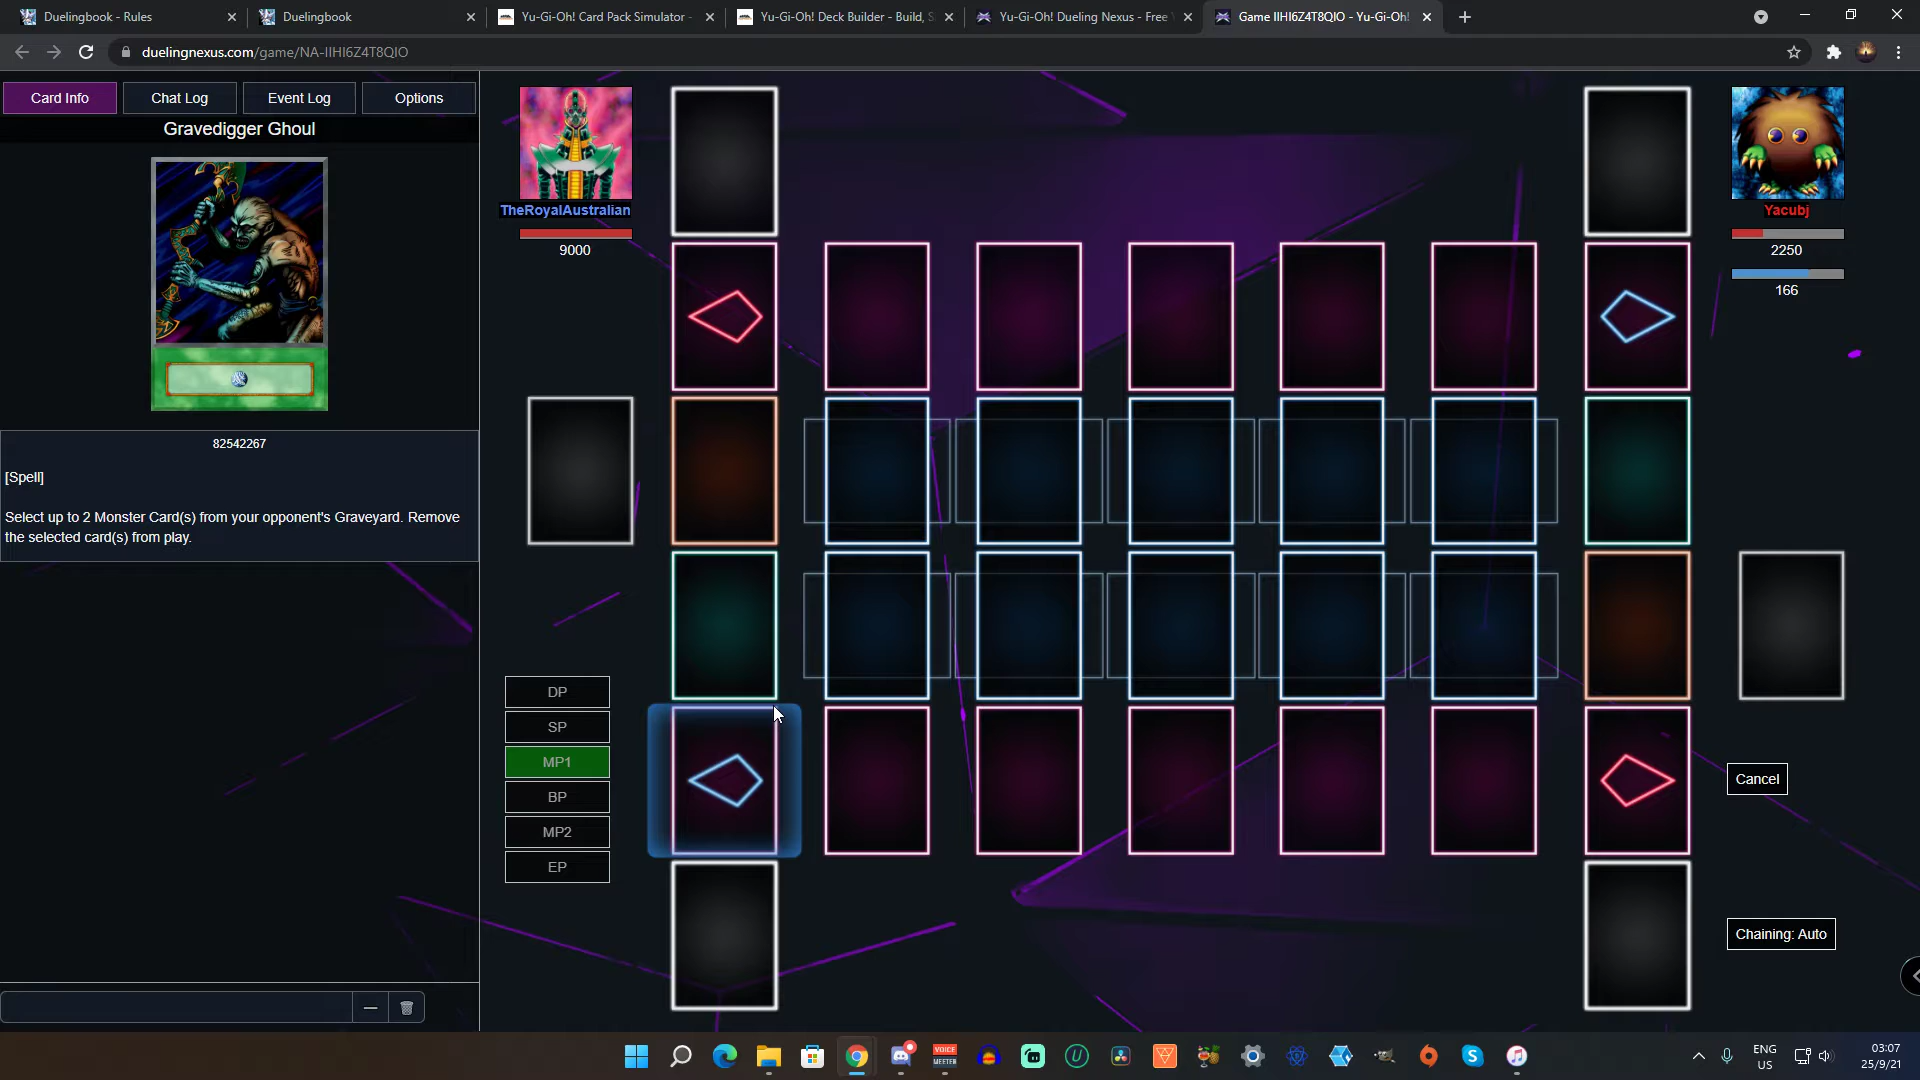 Duelingbook - Rules
Duelingbook
Yu-Gi-Oh! Card Pack Simulator -
Yu-Gi-Oh! Deck Builder - Build, S
Yu-Gi-Oh! Dueling Nexus - Free
Game IIHI6Z4T8QIO - Yu-Gi-Oh!
duelingnexus.com/game/NA-IIHI6Z4T8QIO
Card Info
Chat Log
Event Log
Options
Gravedigger Ghoul
82542267
[Spell]
Select up to 2 Monster Card(s) from your opponent's Graveyard. Remove
the selected card(s) from play.
TheRoyalAustralian
9000
Yacubj
2250
166
DP
SP
MP1
BP
MP2
EP
Cancel
Chaining: Auto
VOICE
MEETER
ENG
US
03:07
25/9/21